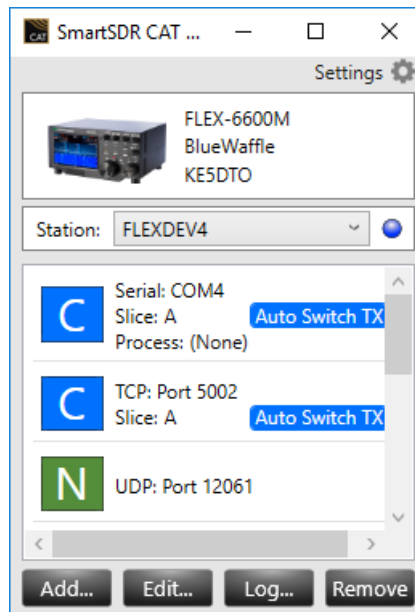 CAT
SmartSDR CAT ...
Settings
FLEX-6600M
BlueWaffle
KE5DTO
Station: FLEXDEV4
C
Serial: COM4
Slice: A Auto Switch TX
Process: (None)
C
TCP: Port 5002
Slice: A Auto Switch TX
N
UDP: Port 12061
Add... Edit... Log... Remove